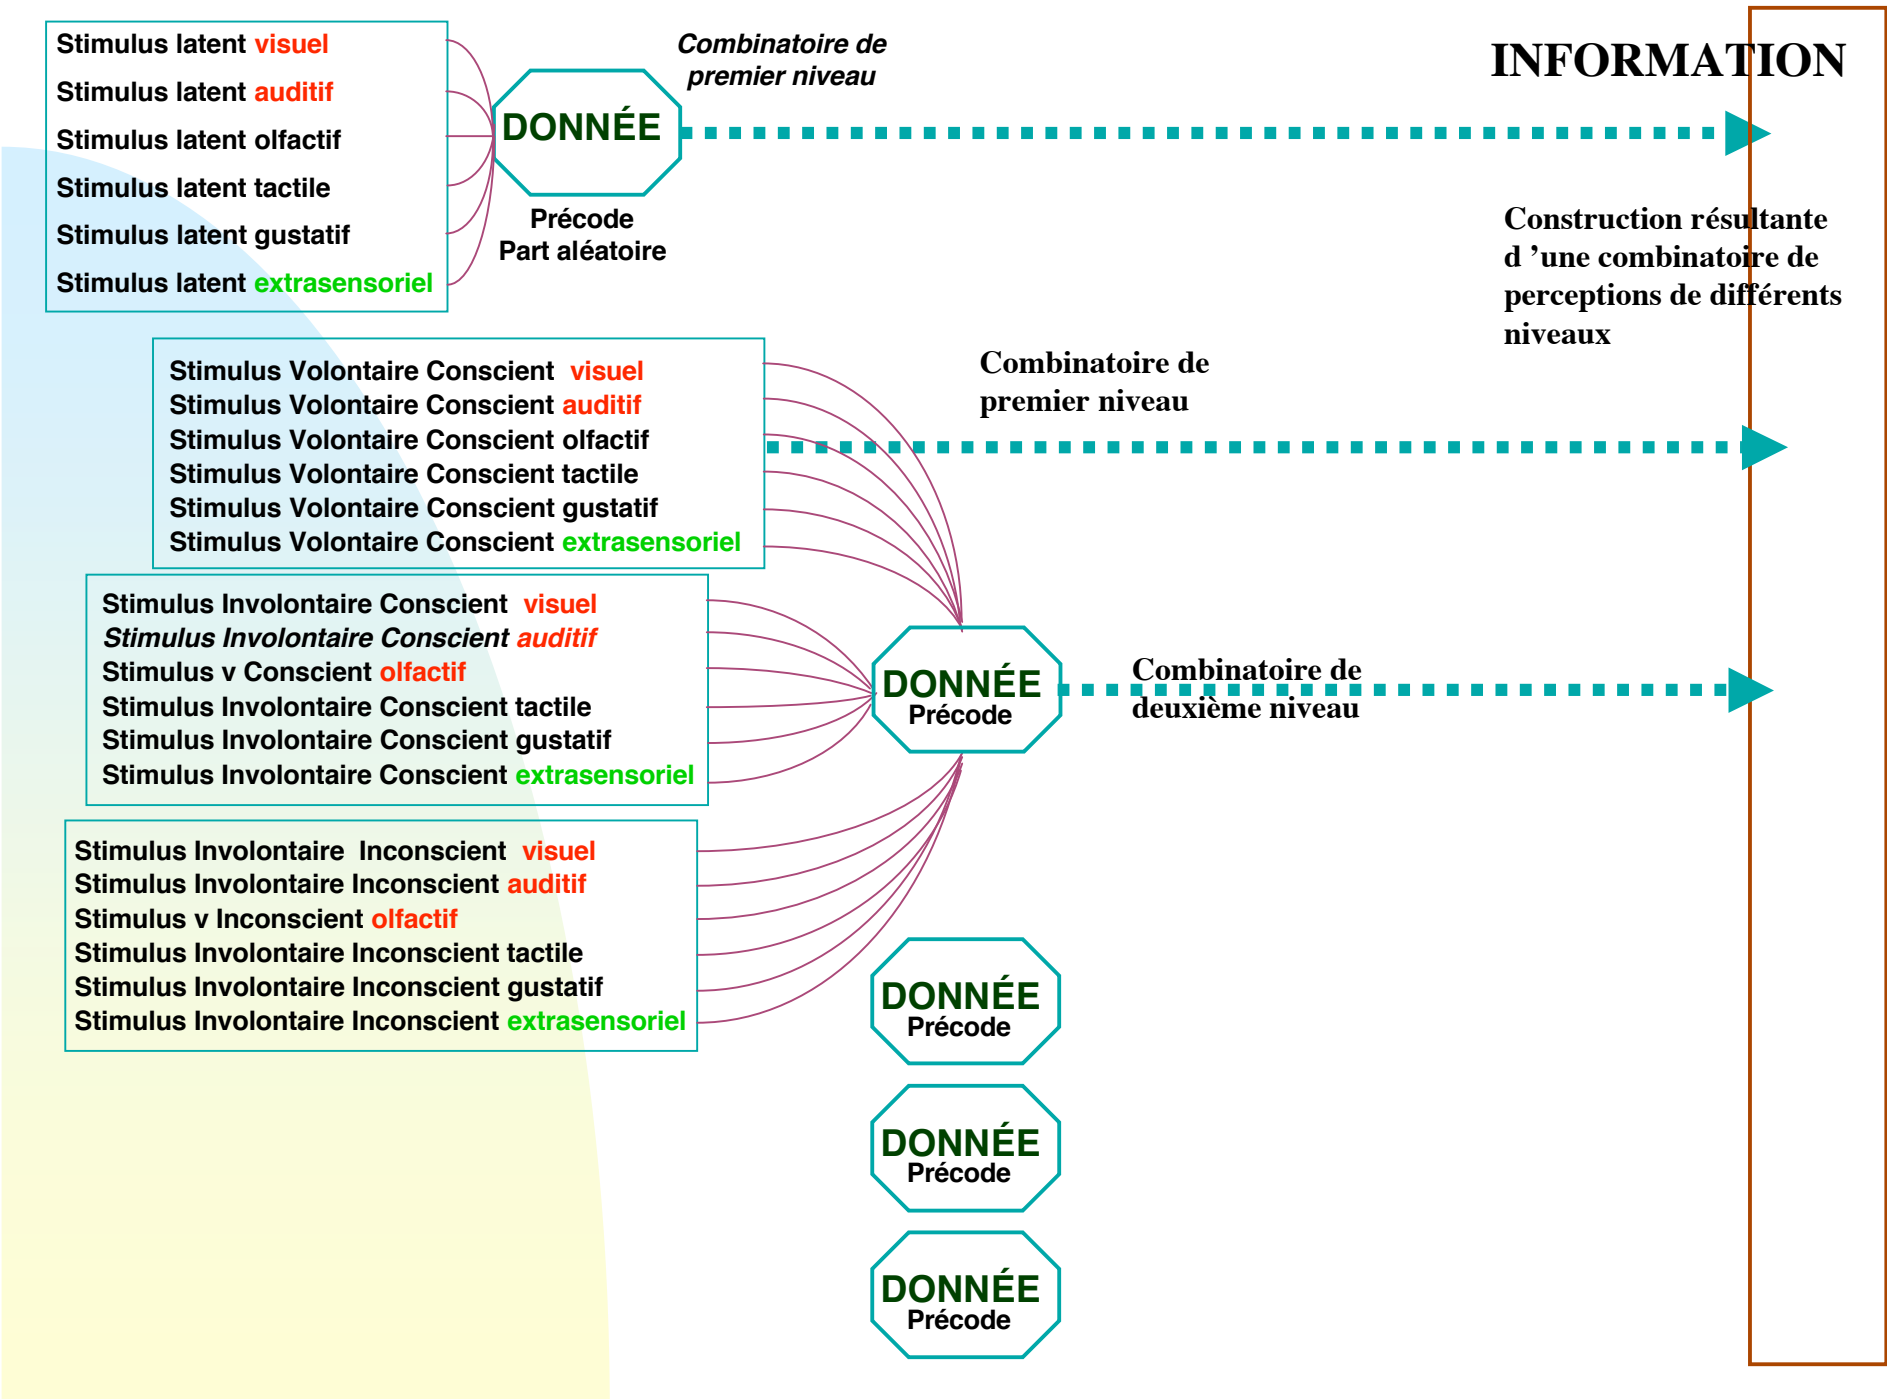 Stimulus latent visuel
Stimulus latent auditif
Stimulus latent olfactif
Stimulus latent tactile
Stimulus latent gustatif
Stimulus latent extrasensoriel
DONNÉE
Précode
Part aléatoire
Combinatoire de
premier niveau
INFORMATION
Construction résultante
d ’une combinatoire de
perceptions de différents
niveaux
Stimulus Volontaire Conscient visuel
Stimulus Volontaire Conscient auditif
Stimulus Volontaire Conscient olfactif
Stimulus Volontaire Conscient tactile
Stimulus Volontaire Conscient gustatif
Stimulus Volontaire Conscient extrasensoriel
Combinatoire de
premier niveau
Stimulus Involontaire Conscient visuel
Stimulus Involontaire Conscient auditif
Stimulus v Conscient olfactif
Stimulus Involontaire Conscient tactile
Stimulus Involontaire Conscient gustatif
Stimulus Involontaire Conscient extrasensoriel
DONNÉE
Précode
Combinatoire de
deuxième niveau
Stimulus Involontaire Inconscient visuel
Stimulus Involontaire Inconscient auditif
Stimulus v Inconscient olfactif
Stimulus Involontaire Inconscient tactile
Stimulus Involontaire Inconscient gustatif
Stimulus Involontaire Inconscient extrasensoriel
DONNÉE
Précode
DONNÉE
Précode
DONNÉE
Précode